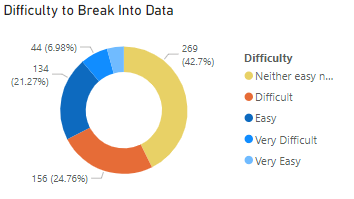 Difficulty to Break Into Data
44 (6.98%)
269
(42.7%)
134
(21.27%)
156 (24.76%)
Difficulty
Neither easy n...
Difficult
Easy
Very Difficult
Very Easy